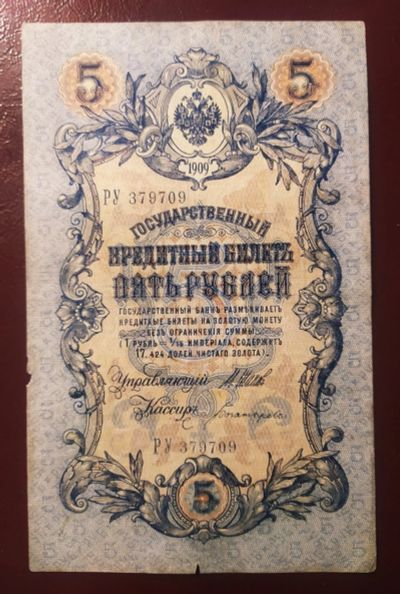 5 5
1909
РУ 379709
ГОСУДАРСТВЕННЫЙ
КРЕДИТНЫЙ БИЛЕТЪ
ПЯТЬ РУБЛЕЙ
ГОСУДАРСТВЕННЫЙ БАНКЪ РАЗМѢНИВАЕТЪ
КРЕДИТНЫЕ БИЛЕТЫ НА ЗОЛОТУЮ МОНЕТУ
БЕЗЪ ОГРАНИЧЕНІЯ СУММЫ
(1 РУБЛЬ = 1/15 ИМПЕРІАЛА, СОДЕРЖИТЪ
17,424 ДОЛЕЙ ЧИСТАГО ЗОЛОТА).
Управляющій
Кассиръ
РУ 379709
5